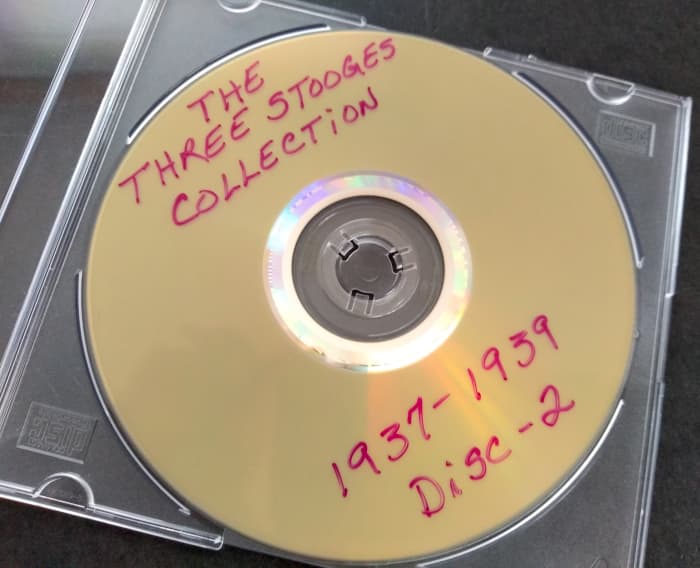 THE
THREE STOOGES
COLLECTION
1937-1939
Disc-2